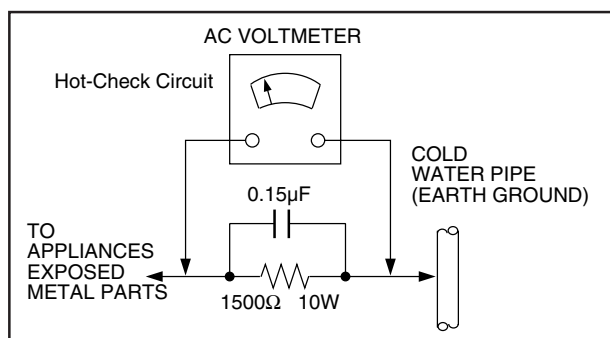 AC VOLTMETER
Hot-Check Circuit
COLD
WATER PIPE
(EARTH GROUND)
0.15µF
TO
APPLIANCES
EXPOSED
METAL PARTS
1500Ω 10W